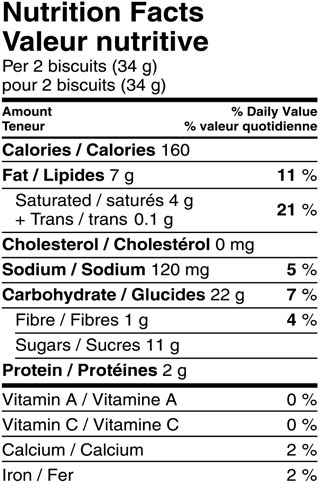 Nutrition Facts
Valeur nutritive
Per 2 biscuits (34 g)
pour 2 biscuits (34 g)
Amount % Daily Value
Teneur % valeur quotidienne
Calories / Calories 160
Fat / Lipides 7 g 11 %
Saturated / saturés 4 g
+ Trans / trans 0.1 g 21 %
Cholesterol / Cholestérol 0 mg
Sodium / Sodium 120 mg 5 %
Carbohydrate / Glucides 22 g 7 %
Fibre / Fibres 1 g 4 %
Sugars / Sucres 11 g
Protein / Protéines 2 g
Vitamin A / Vitamine A 0 %
Vitamin C / Vitamine C 0 %
Calcium / Calcium 2 %
Iron / Fer 2 %